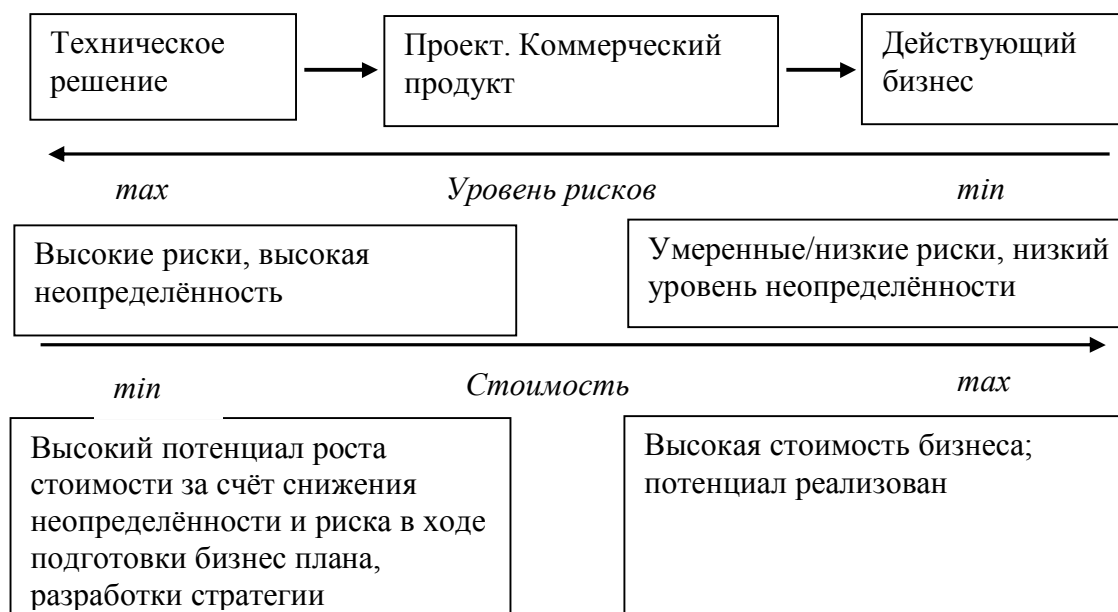 Техническое
решение
Проект. Коммерческий
продукт
Действующий
бизнес
max
Уровень рисков
min
Высокие риски, высокая
неопределённость
Умеренные/низкие риски, низкий
уровень неопределённости
min
Стоимость
max
Высокий потенциал роста
стоимости за счёт снижения
неопределённости и риска в ходе
подготовки бизнес плана,
разработки стратегии
Высокая стоимость бизнеса;
потенциал реализован